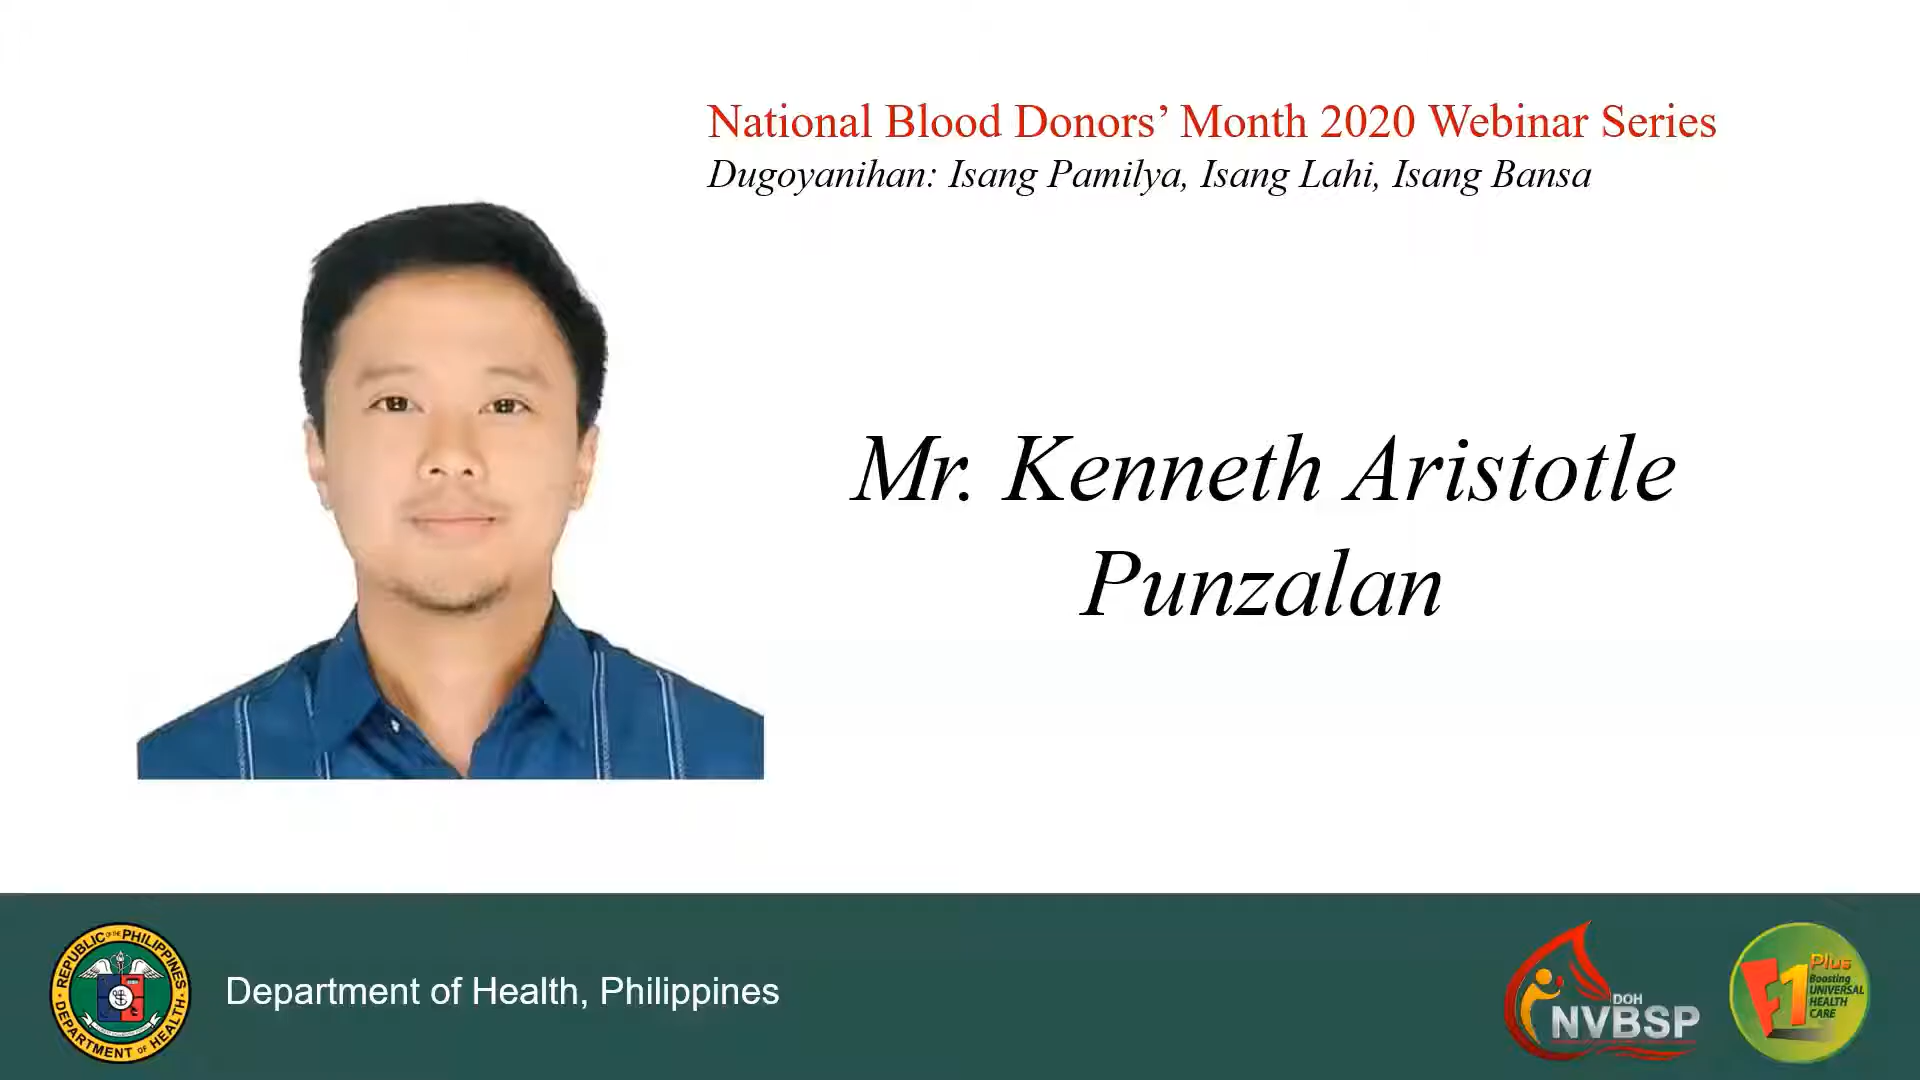 National Blood Donors’ Month 2020 Webinar Series
Dugoyanihan: Isang Pamilya, Isang Lahi, Isang Bansa
Mr. Kenneth Aristotle
Punzalan
REPUBLIC OF THE PHILIPPINES
DEPARTMENT OF HEALTH
Department of Health, Philippines
DOH
NVBSP
F1
Plus
Boosting
UNIVERSAL
HEALTH
CARE